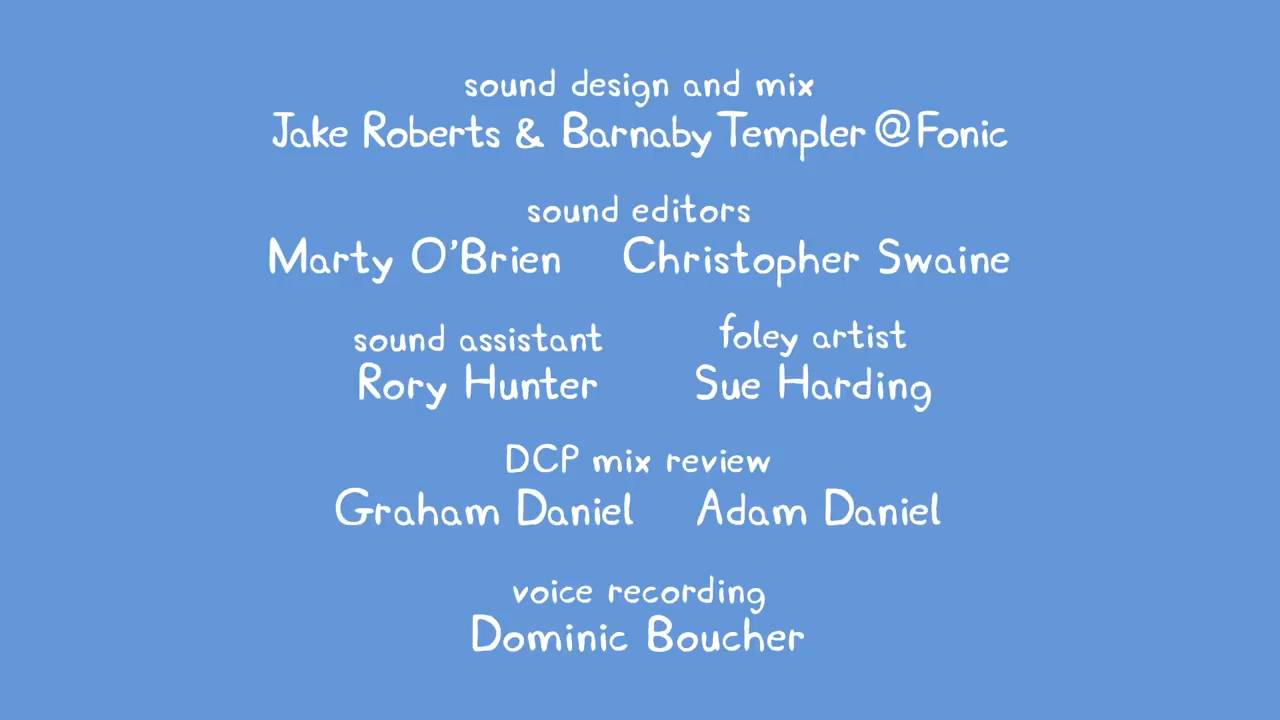 sound design and mix
Jake Roberts & Barnaby Templer @Fonic
sound editors
Marty O'Brien Christopher Swaine
sound assistant foley artist
Rory Hunter Sue Harding
DCP mix review
Graham Daniel Adam Daniel
voice recording
Dominic Boucher